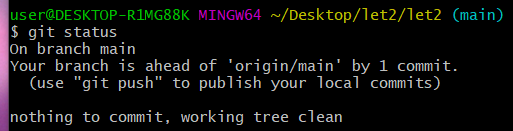 user@DESKTOP-R1MG88K MINGW64 ~/Desktop/let2/let2 (main)
$ git status
On branch main
Your branch is ahead of 'origin/main' by 1 commit.
  (use "git push" to publish your local commits)

nothing to commit, working tree clean